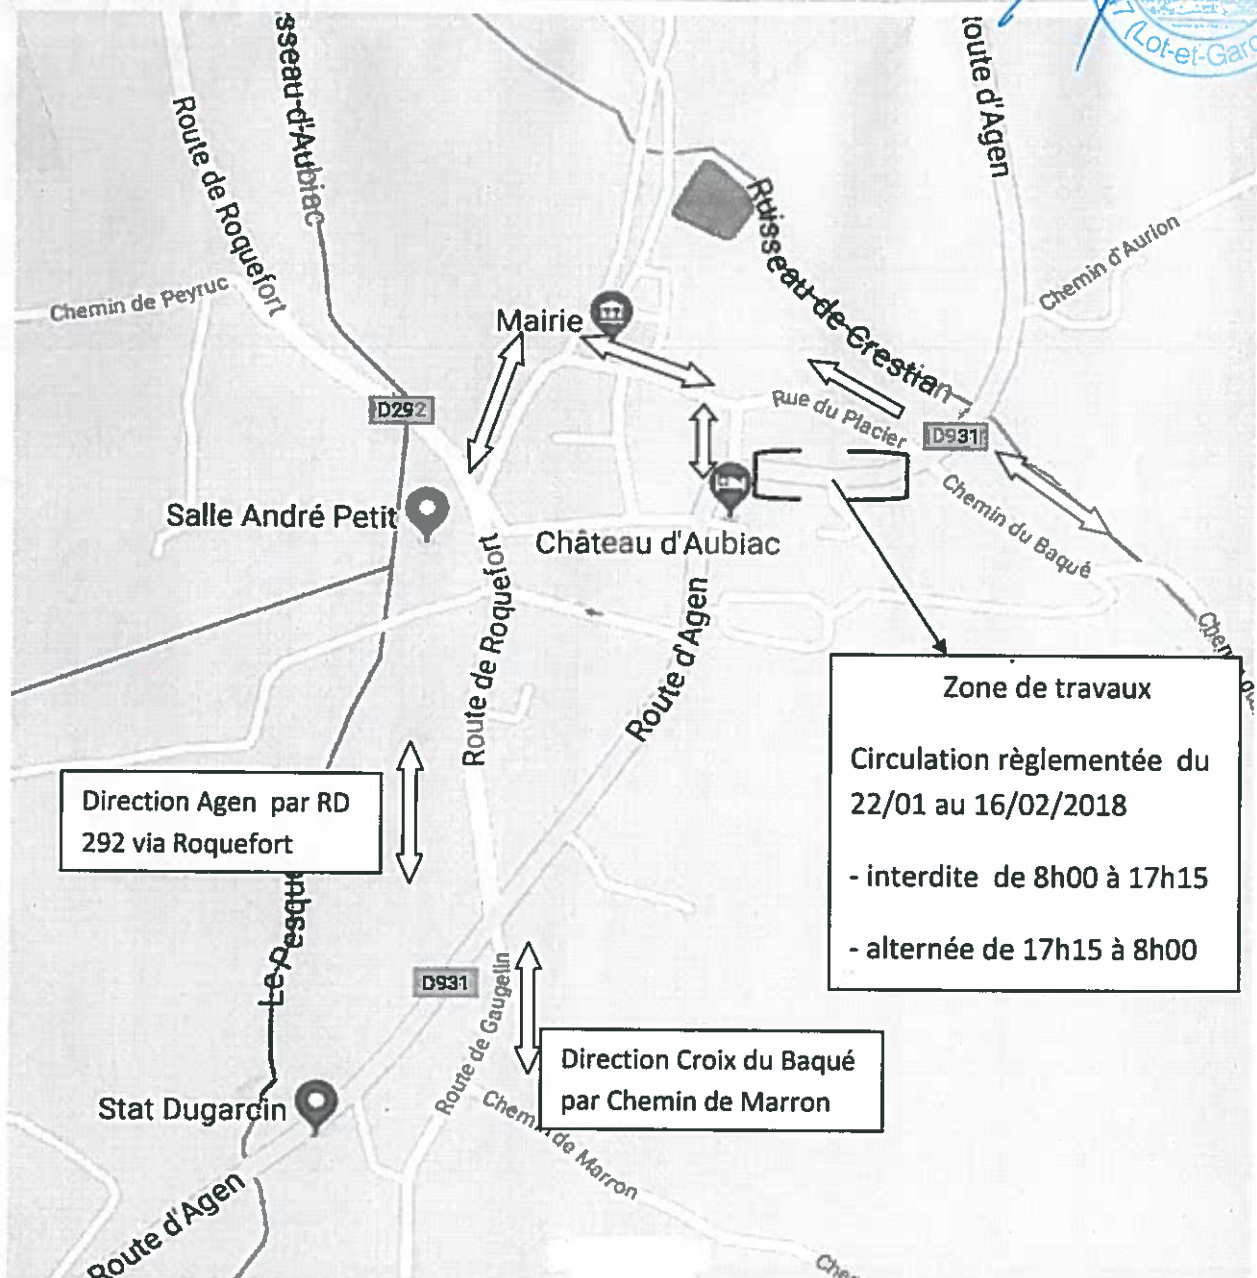 (Lot-et-Garo
sseau-d'Aubiac
Route de Roquefort
Route d'Agen
Ruisseau de Crestian
Chemin d'Aurion
Chemin de Peyruc
Mairie
D292
Rue du Placier
D931
Salle André Petit
Château d'Aubiac
Chemin du Baqué
Route de Roquefort
Route d'Agen
Zone de travaux
Circulation règlementée du
22/01 au 16/02/2018
- interdite de 8h00 à 17h15
- alternée de 17h15 à 8h00
Direction Agen par RD
292 via Roquefort
Le Pesque
D931
Route de Gaugelin
Direction Croix du Baqué
par Chemin de Marron
Stat Dugarcin
Chemin de Marron
Route d'Agen